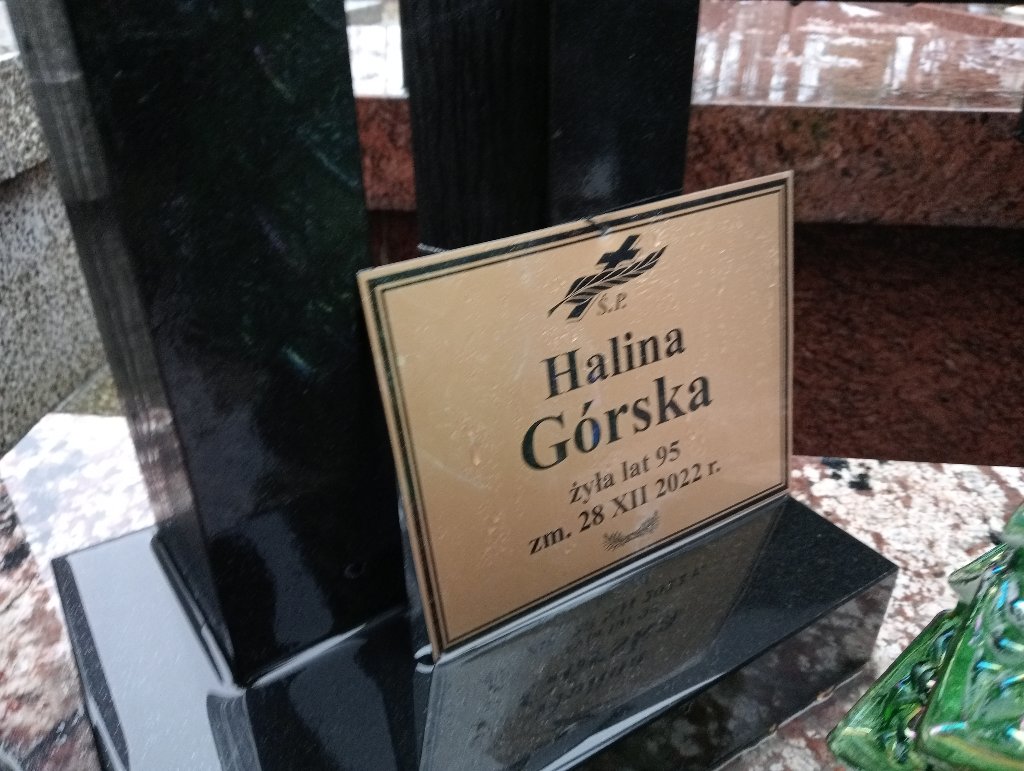 Ś.P.
Halina
Górska
żyła lat 95
zm. 28 XII 2022 r.